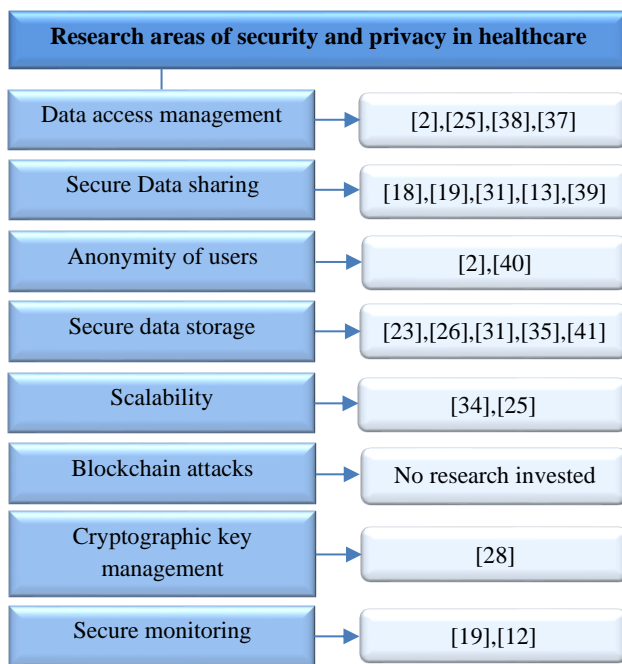 Research areas of security and privacy in healthcare
Data access management
[2],[25],[38],[37]
Secure Data sharing
[18],[19],[31],[13],[39]
Anonymity of users
[2],[40]
Secure data storage
[23],[26],[31],[35],[41]
Scalability
[34],[25]
Blockchain attacks
No research invested
Cryptographic key
management
[28]
Secure monitoring
[19],[12]